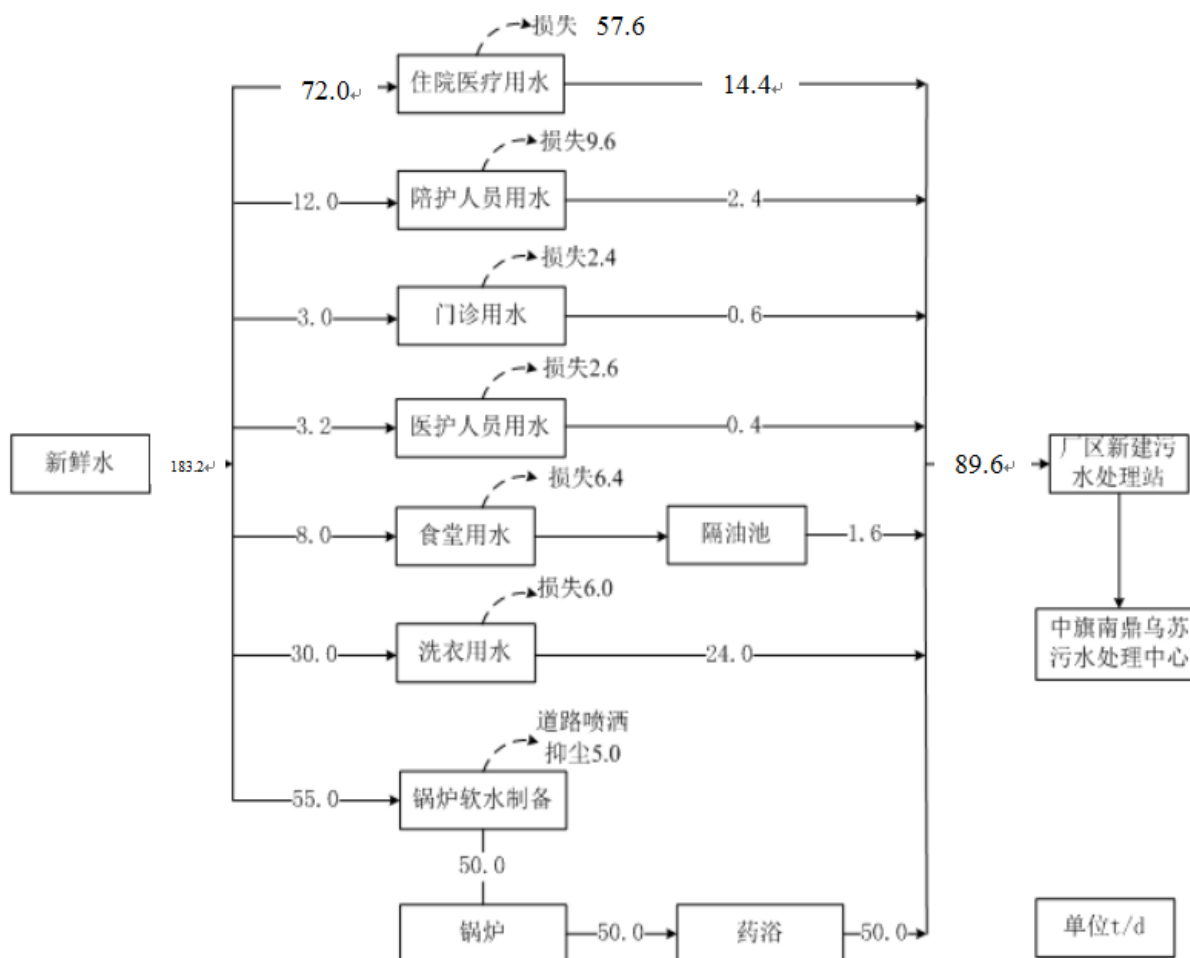 损失 57.6
72.0
住院医疗用水
14.4
损失9.6
12.0
陪护人员用水
2.4
损失2.4
3.0
门诊用水
0.6
损失2.6
3.2
医护人员用水
0.4
新鲜水
183.2
89.6
厂区新建污
水处理站
损失6.4
8.0
食堂用水
隔油池
1.6
损失6.0
30.0
洗衣用水
24.0
中旗南鼎乌苏
污水处理中心
道路喷洒
抑尘5.0
55.0
锅炉软水制备
50.0
锅炉
50.0
药浴
50.0
单位t/d